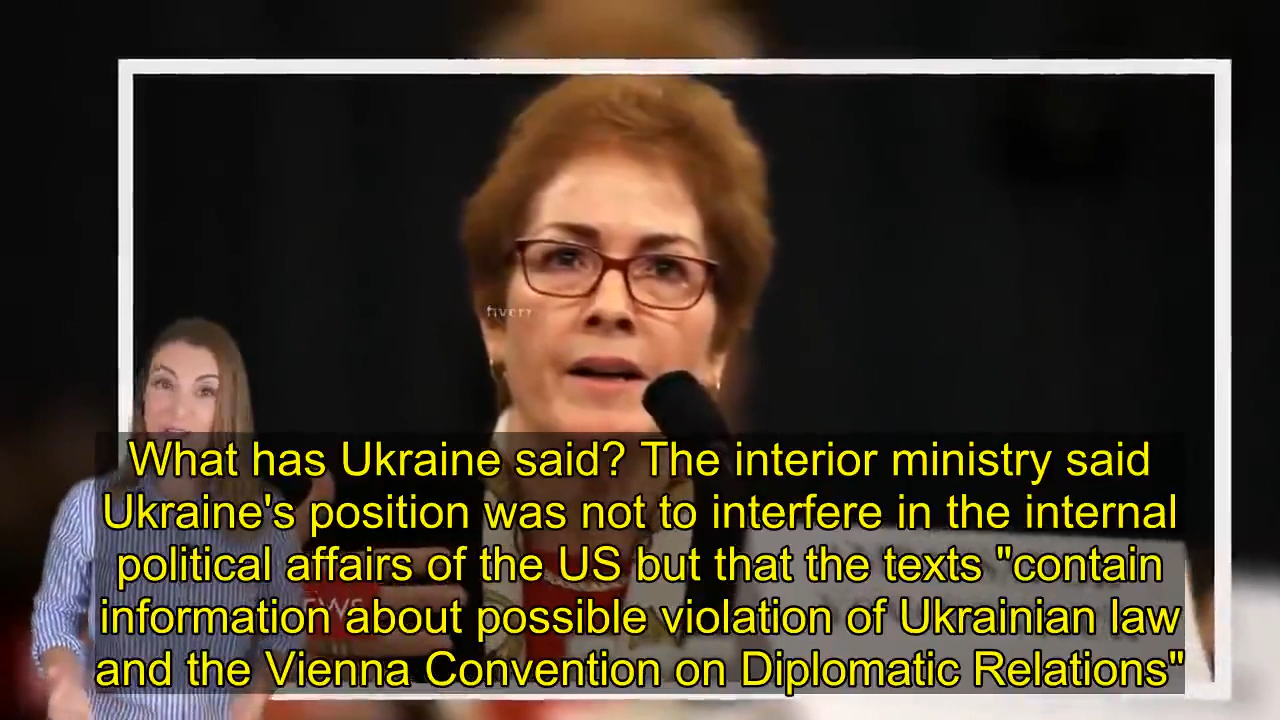 fiverr
What has Ukraine said? The interior ministry said
Ukraine's position was not to interfere in the internal
political affairs of the US but that the texts "contain
information about possible violation of Ukrainian law
and the Vienna Convention on Diplomatic Relations"